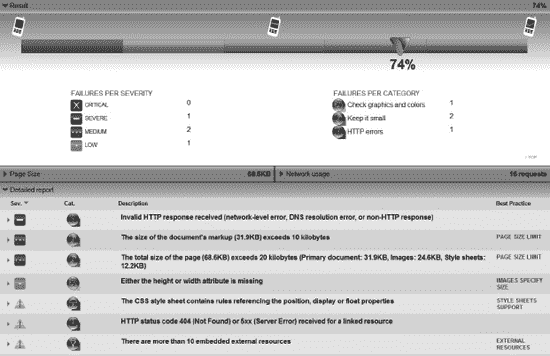 Result 74%
74%
FAILURES PER SEVERITY
CRITICAL 0
SEVERE 1
MEDIUM 2
LOW 1
FAILURES PER CATEGORY
Check graphics and colors 1
Keep it small 2
HTTP errors 1
Page Size 68.6KB
Network usage 16 requests
Detailed report
Sev. Cat. Description Best Practice
Invalid HTTP response received (network-level error, DNS resolution error, or non-HTTP response)
The size of the document's markup (31.9KB) exceeds 10 kilobytes PAGE SIZE LIMIT
The total size of the page (68.6KB) exceeds 20 kilobytes (Primary document: 31.9KB, Images: 24.6KB, Style sheets: PAGE SIZE LIMIT
12.2KB)
Either the height or width attribute is missing IMAGES SPECIFY
SIZE
The CSS style sheet contains rules referencing the position, display or float properties STYLE SHEETS
SUPPORT
HTTP status code 404 (Not Found) or 5xx (Server Error) received for a linked resource
There are more than 10 embedded external resources EXTERNAL
RESOURCES